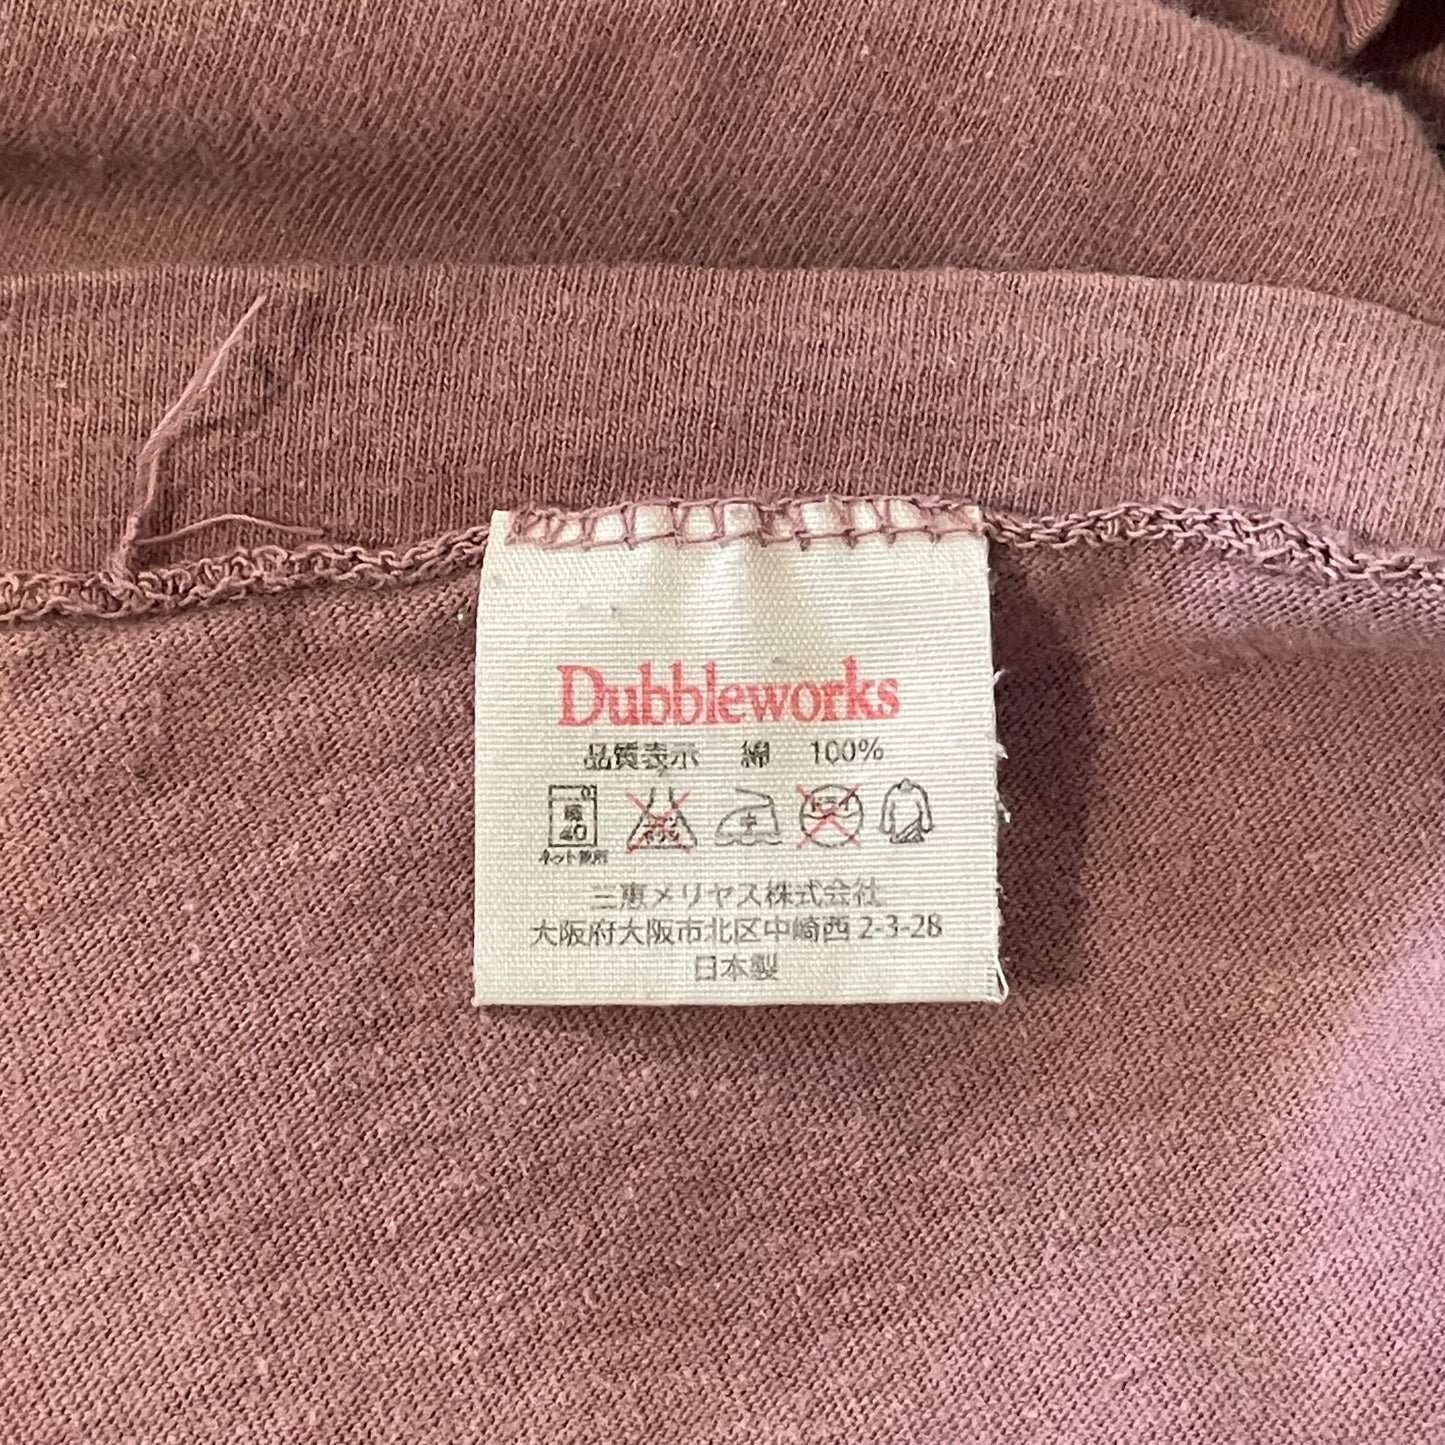 Dubbleworks
品質表示 綿 100%
40
中
ネット使用
三恵メリヤス株式会社
大阪府大阪市北区中崎西 2-3-28
日本製